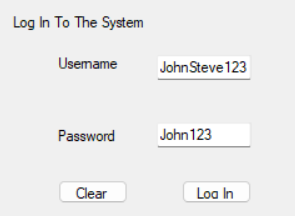 Log In To The System
Username JohnSteve123
Password John123
Clear Log In